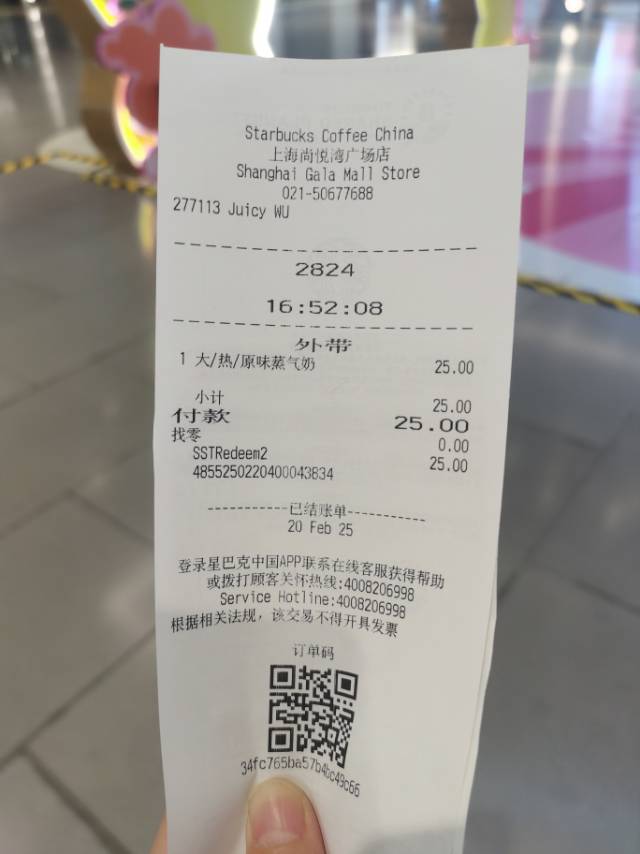 Starbucks Coffee China
上海尚悦湾广场店
Shanghai Gala Mall Store
021-50677688
277113 Juicy WU
2824
16:52:08
外带
1 大/热/原味蒸气奶 25.00
小计 25.00
付款 25.00
找零 0.00
SSTRedeem2 25.00
4855250220400043834
已结账单
20 Feb 25
登录星巴克中国APP联系在线客服获得帮助
或拨打顾客关怀热线:4008206998
Service Hotline:4008206998
根据相关法规，该交易不得开具发票
订单码
34fc765ba57b4bc49c66